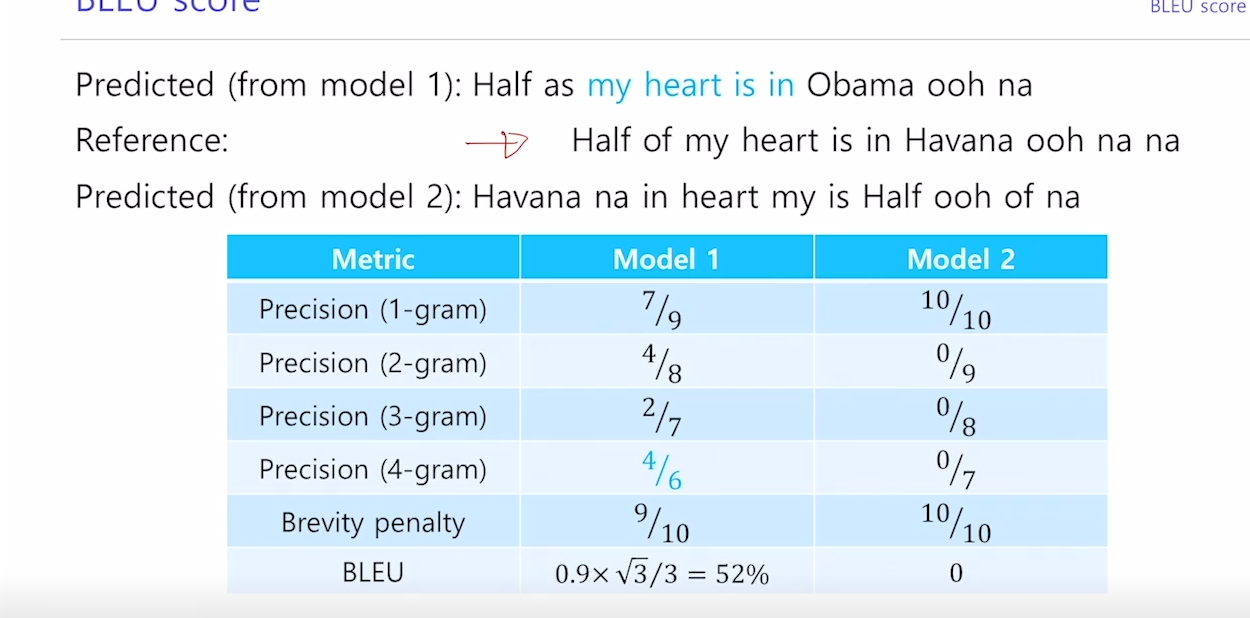 BLEU score
BLEU score
Predicted (from model 1): Half as my heart is in Obama ooh na
Reference: Half of my heart is in Havana ooh na na
Predicted (from model 2): Havana na in heart my is Half ooh of na
Metric Model 1 Model 2
Precision (1-gram) 7/9 10/10
Precision (2-gram) 4/8 0/9
Precision (3-gram) 2/7 0/8
Precision (4-gram) 4/6 0/7
Brevity penalty 9/10 10/10
BLEU 0.9×√3/3 = 52% 0